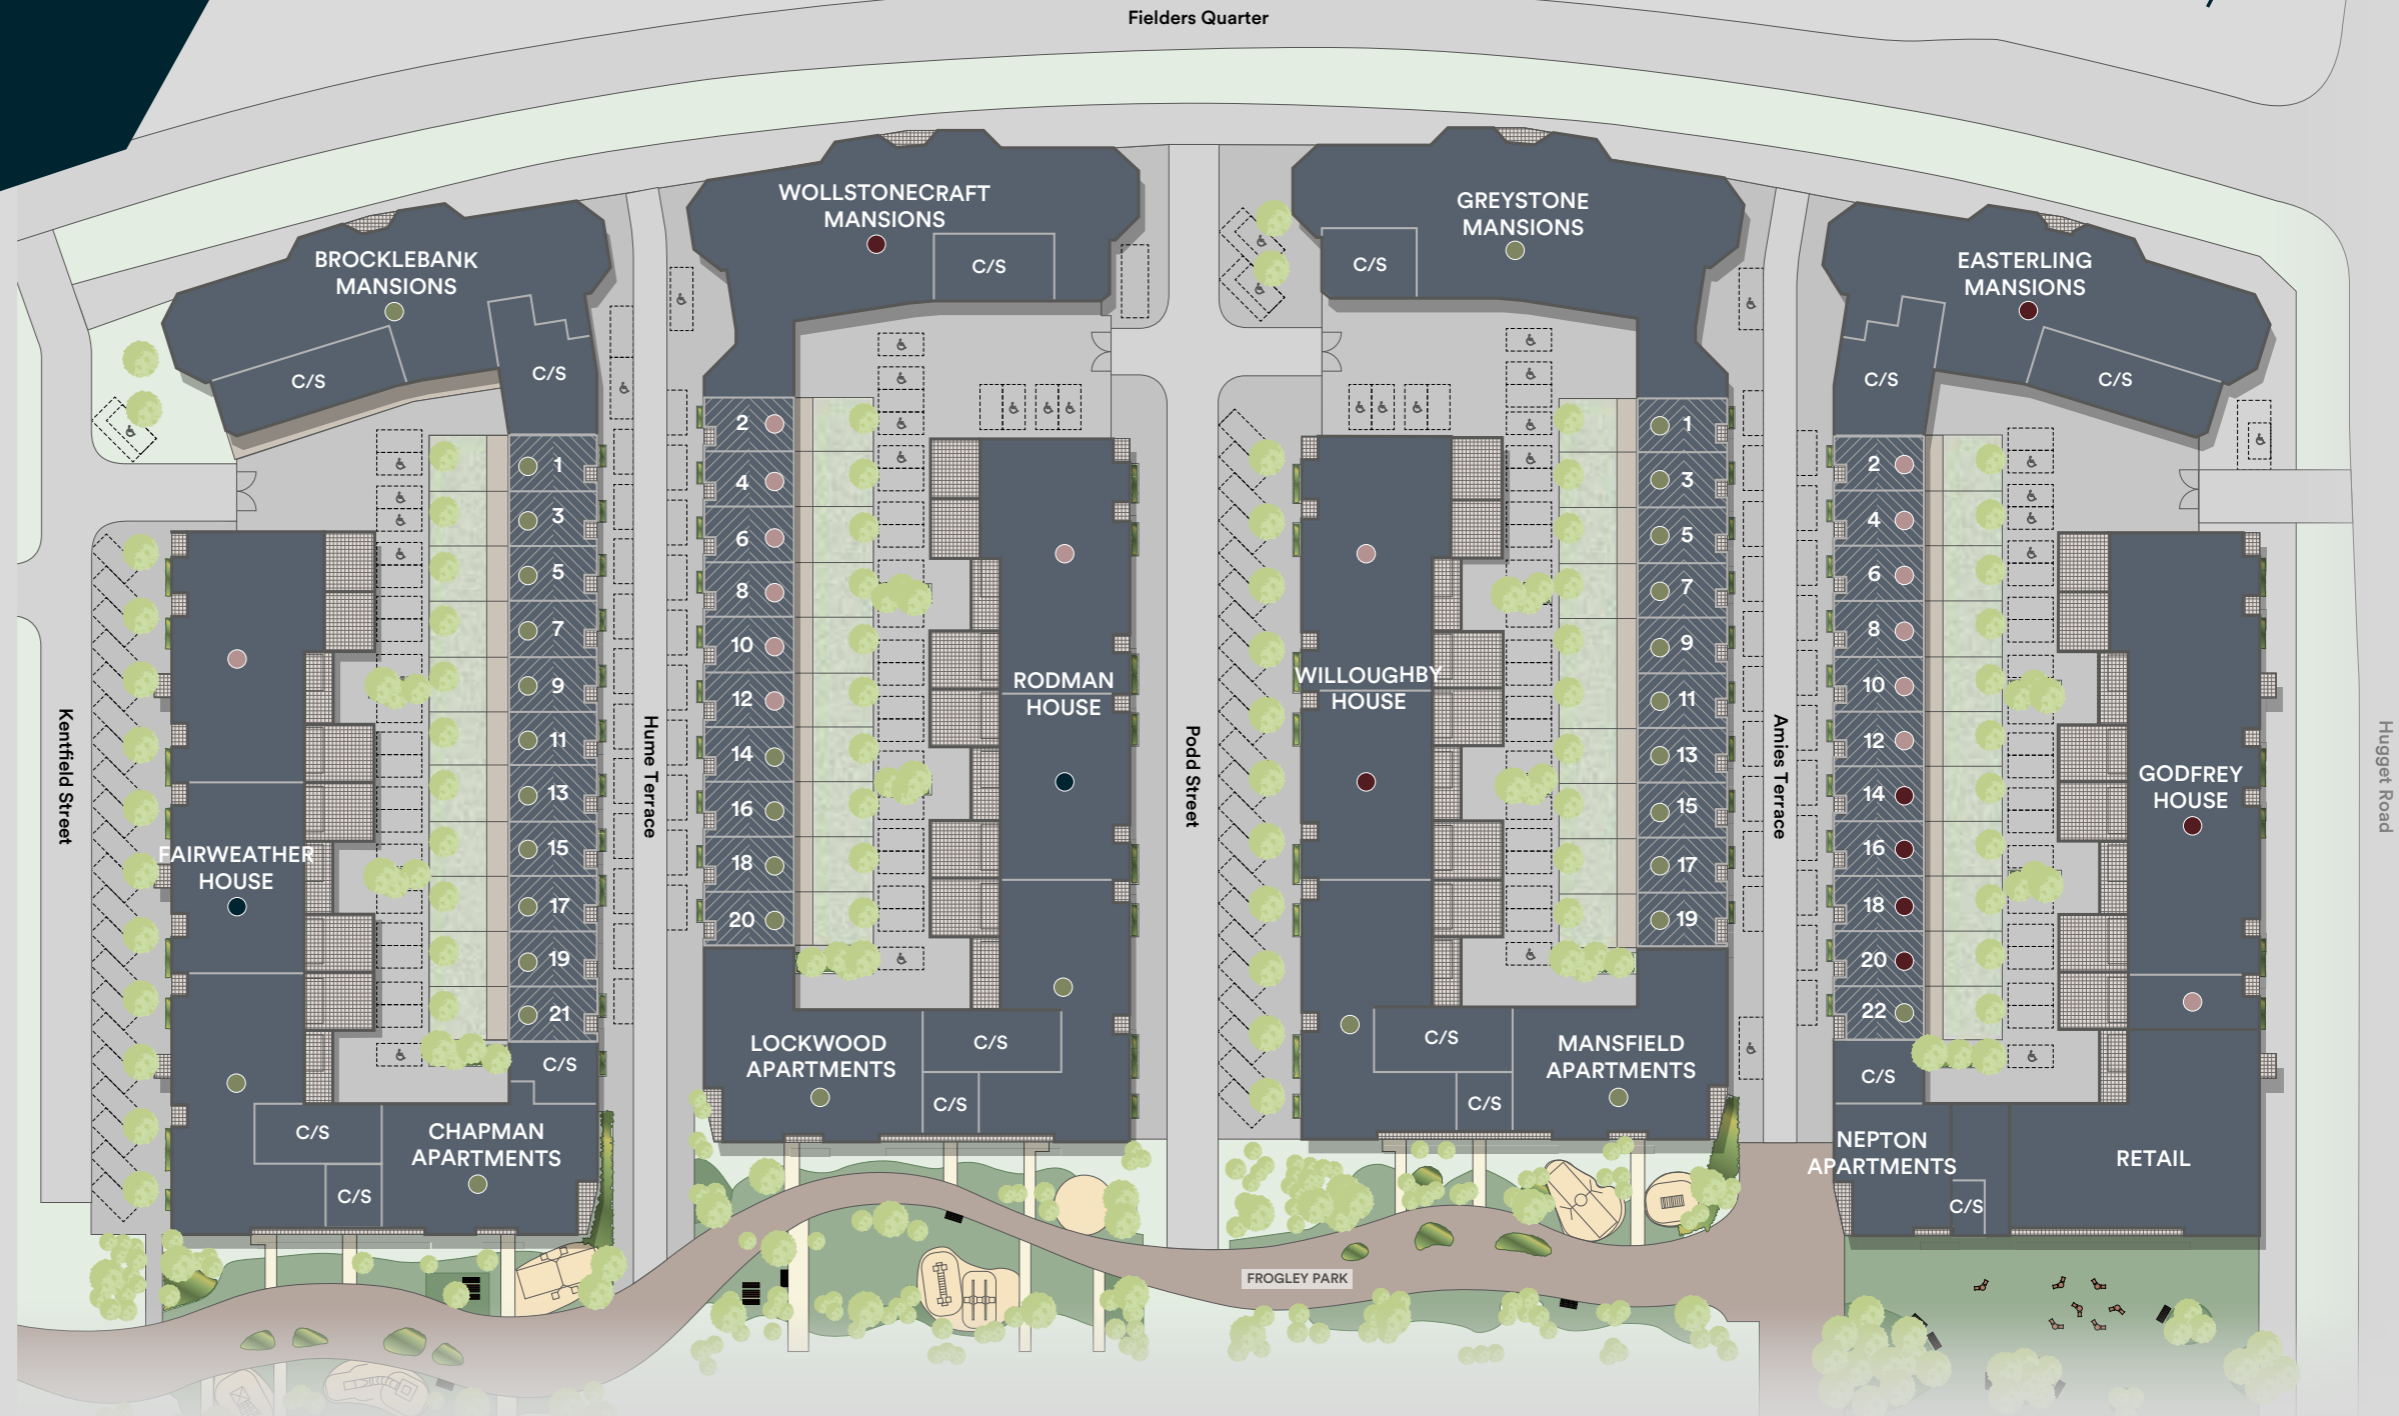 Fielders Quarter
BROCKLEBANK
MANSIONS
C/S
C/S
WOLLSTONECRAFT
MANSIONS
C/S
GREYSTONE
MANSIONS
C/S
EASTERLING
MANSIONS
C/S
C/S
Kentfield Street
FAIRWEATHER
HOUSE
1
3
5
7
9
11
13
15
17
19
21
C/S
C/S
C/S
CHAPMAN
APARTMENTS
Hume Terrace
2
4
6
8
10
12
14
16
18
20
RODMAN
HOUSE
LOCKWOOD
APARTMENTS
C/S
C/S
Podd Street
WILLOUGHBY
HOUSE
1
3
5
7
9
11
13
15
17
19
C/S
C/S
MANSFIELD
APARTMENTS
Amies Terrace
2
4
6
8
10
12
14
16
18
20
22
C/S
GODFREY
HOUSE
NEPTON
APARTMENTS
C/S
RETAIL
Hugget Road
FROGLEY PARK